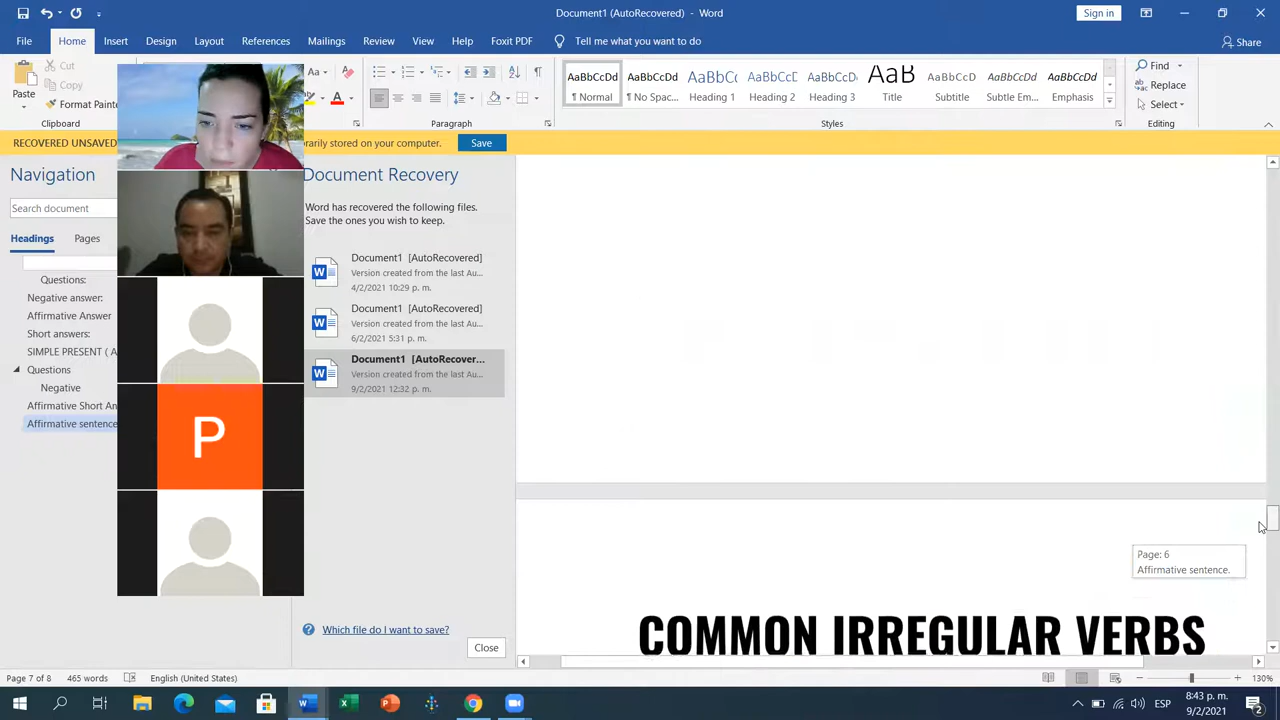 Document1 (AutoRecovered) - Word
Sign in
File Home Insert Design Layout References Mailings Review View Help Foxit PDF Tell me what you want to do Share
Paste
Cut
Copy
Format Painte
Clipboard
Aa
A
Paragraph
AaBbCcDd
¶ Normal
AaBbCcDd
¶ No Spac...
AaBbC
Heading 1
AaBbCcD
Heading 2
AaBbCcD
Heading 3
AaB
Title
AaBbCcD
Subtitle
AaBbCcDd
Subtle Em...
AaBbCcDd
Emphasis
Styles
Find
Replace
Select
Editing
RECOVERED UNSAVED
rarily stored on your computer.
Save
Navigation
Search document
Headings Pages
Questions:
Negative answer:
Affirmative Answer
Short answers:
SIMPLE PRESENT ( A
Questions
Negative
Affirmative Short An
Affirmative sentence
P
Document Recovery
Word has recovered the following files.
Save the ones you wish to keep.
Document1 [AutoRecovered]
Version created from the last Au...
4/2/2021 10:29 p. m.
Document1 [AutoRecovered]
Version created from the last Au...
6/2/2021 5:31 p. m.
Document1 [AutoRecover...
Version created from the last Au...
9/2/2021 12:32 p. m.
Which file do I want to save?
Close
Page: 6
Affirmative sentence.
COMMON IRREGULAR VERBS
Page 7 of 8 465 words English (United States) 130%
ESP
8:43 p. m.
9/2/2021
2